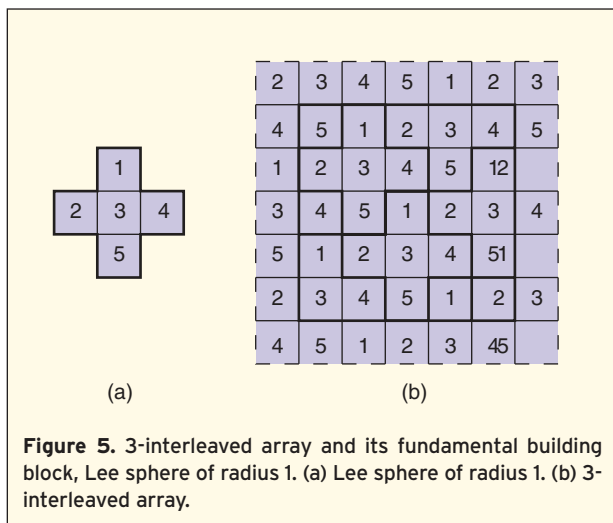 1
2 3 4
5
(a)
2 3 4 5 1 2 3
4 5 1 2 3 4 5
1 2 3 4 5 12
3 4 5 1 2 3 4
5 1 2 3 4 51
2 3 4 5 1 2 3
4 5 1 2 3 45
(b)
Figure 5. 3-interleaved array and its fundamental building
block, Lee sphere of radius 1. (a) Lee sphere of radius 1. (b) 3-
interleaved array.